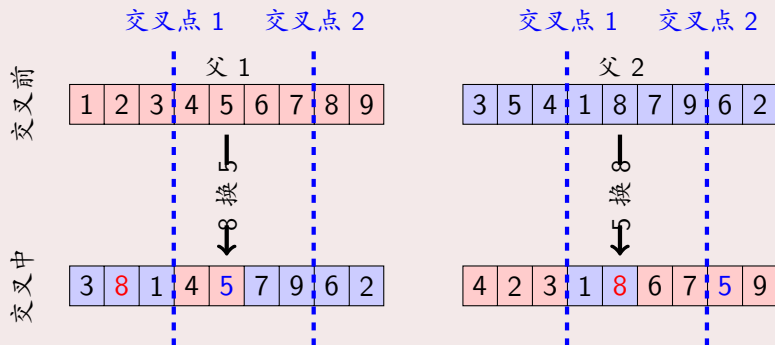 交叉点 1 交叉点 2 交叉点 1 交叉点 2
父 1 父 2
交叉前
1 2 3 4 5 6 7 8 9 3 5 4 1 8 7 9 6 2
8 换 5 5 换 8
交叉中
3 8 1 4 5 7 9 6 2 4 2 3 1 8 6 7 5 9